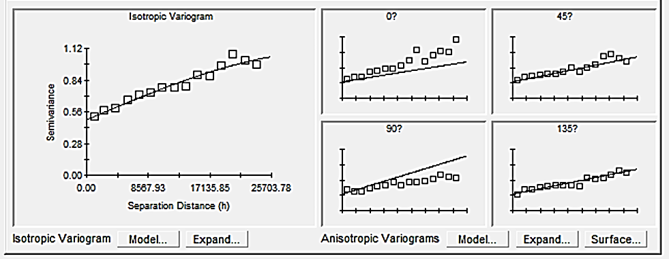 Isotropic Variogram
1.12
0.84
0.56
0.28
0.00
Semivariance
0.00 8567.93 17135.85 25703.78
Separation Distance (h)
0?
45?
90?
135?
Isotropic Variogram Model... Expand... Anisotropic Variograms Model... Expand... Surface...